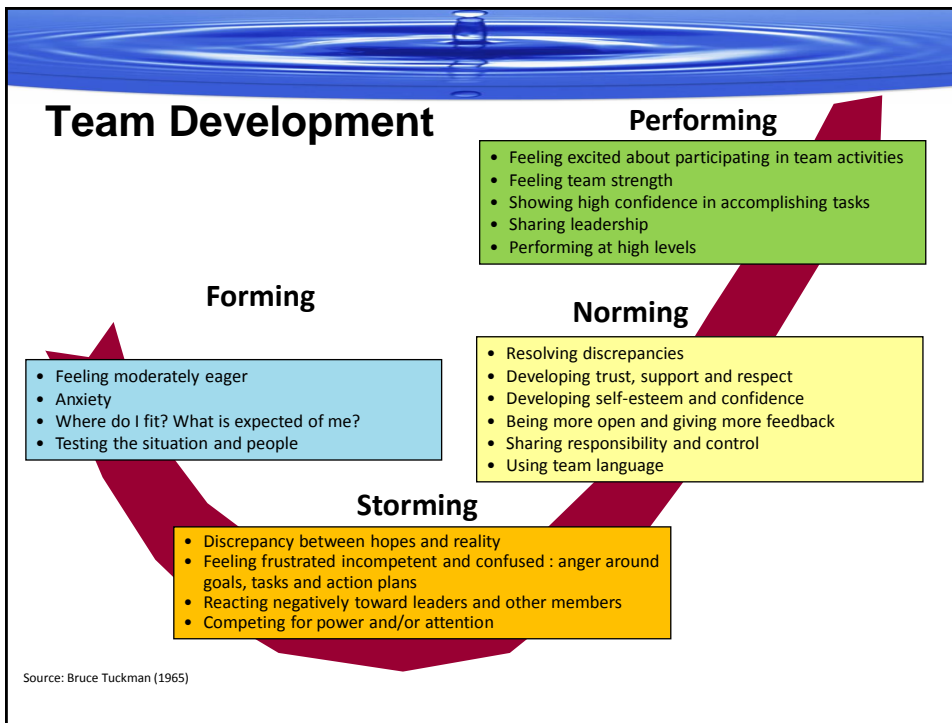 Team Development
Forming
• Feeling moderately eager
• Anxiety
• Where do I fit? What is expected of me?
• Testing the situation and people
Storming
• Discrepancy between hopes and reality
• Feeling frustrated incompetent and confused : anger around
goals, tasks and action plans
• Reacting negatively toward leaders and other members
• Competing for power and/or attention
Norming
• Resolving discrepancies
• Developing trust, support and respect
• Developing self-esteem and confidence
• Being more open and giving more feedback
• Sharing responsibility and control
• Using team language
Performing
• Feeling excited about participating in team activities
• Feeling team strength
• Showing high confidence in accomplishing tasks
• Sharing leadership
• Performing at high levels
Source: Bruce Tuckman (1965)